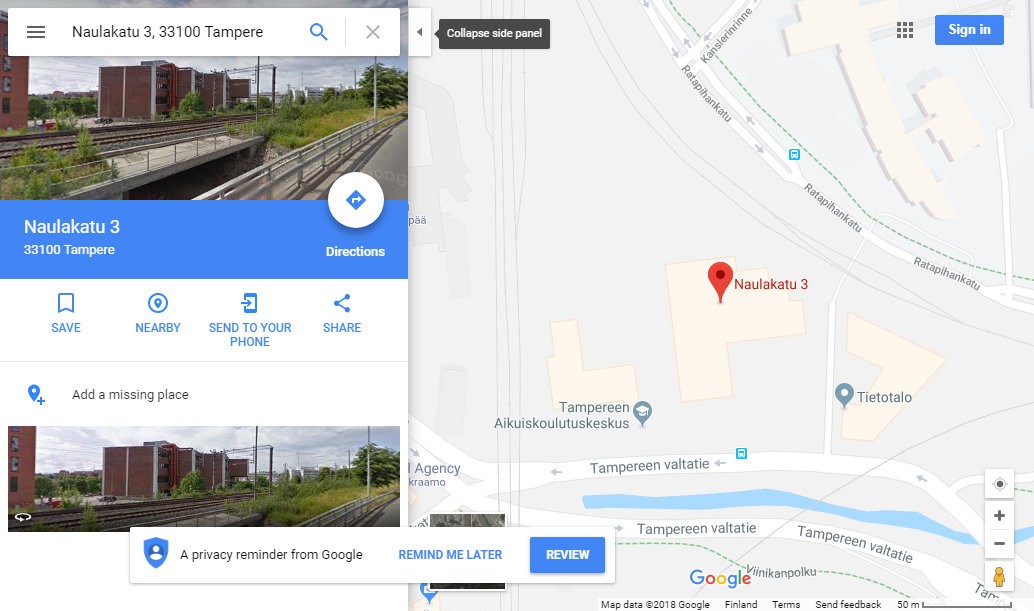 Naulakatu 3, 33100 Tampere
Naulakatu 3
33100 Tampere
Directions
SAVE
NEARBY
SEND TO YOUR
PHONE
SHARE
Add a missing place
Collapse side panel
Sign in
Kanslerinrinne
Ratapihankatu
Ratapihankatu
Ratapihankatu
pää
Naulakatu 3
Tietotalo
Tampereen
Aikuiskoulutuskeskus
Agency
kraamo
Tampereen valtatie
Tampereen valtatie
Tampereen valtatie
Viinikanpolku
A privacy reminder from Google
REMIND ME LATER
REVIEW
Google
Map data ©2018 Google
Finland
Terms
Send feedback
50 m